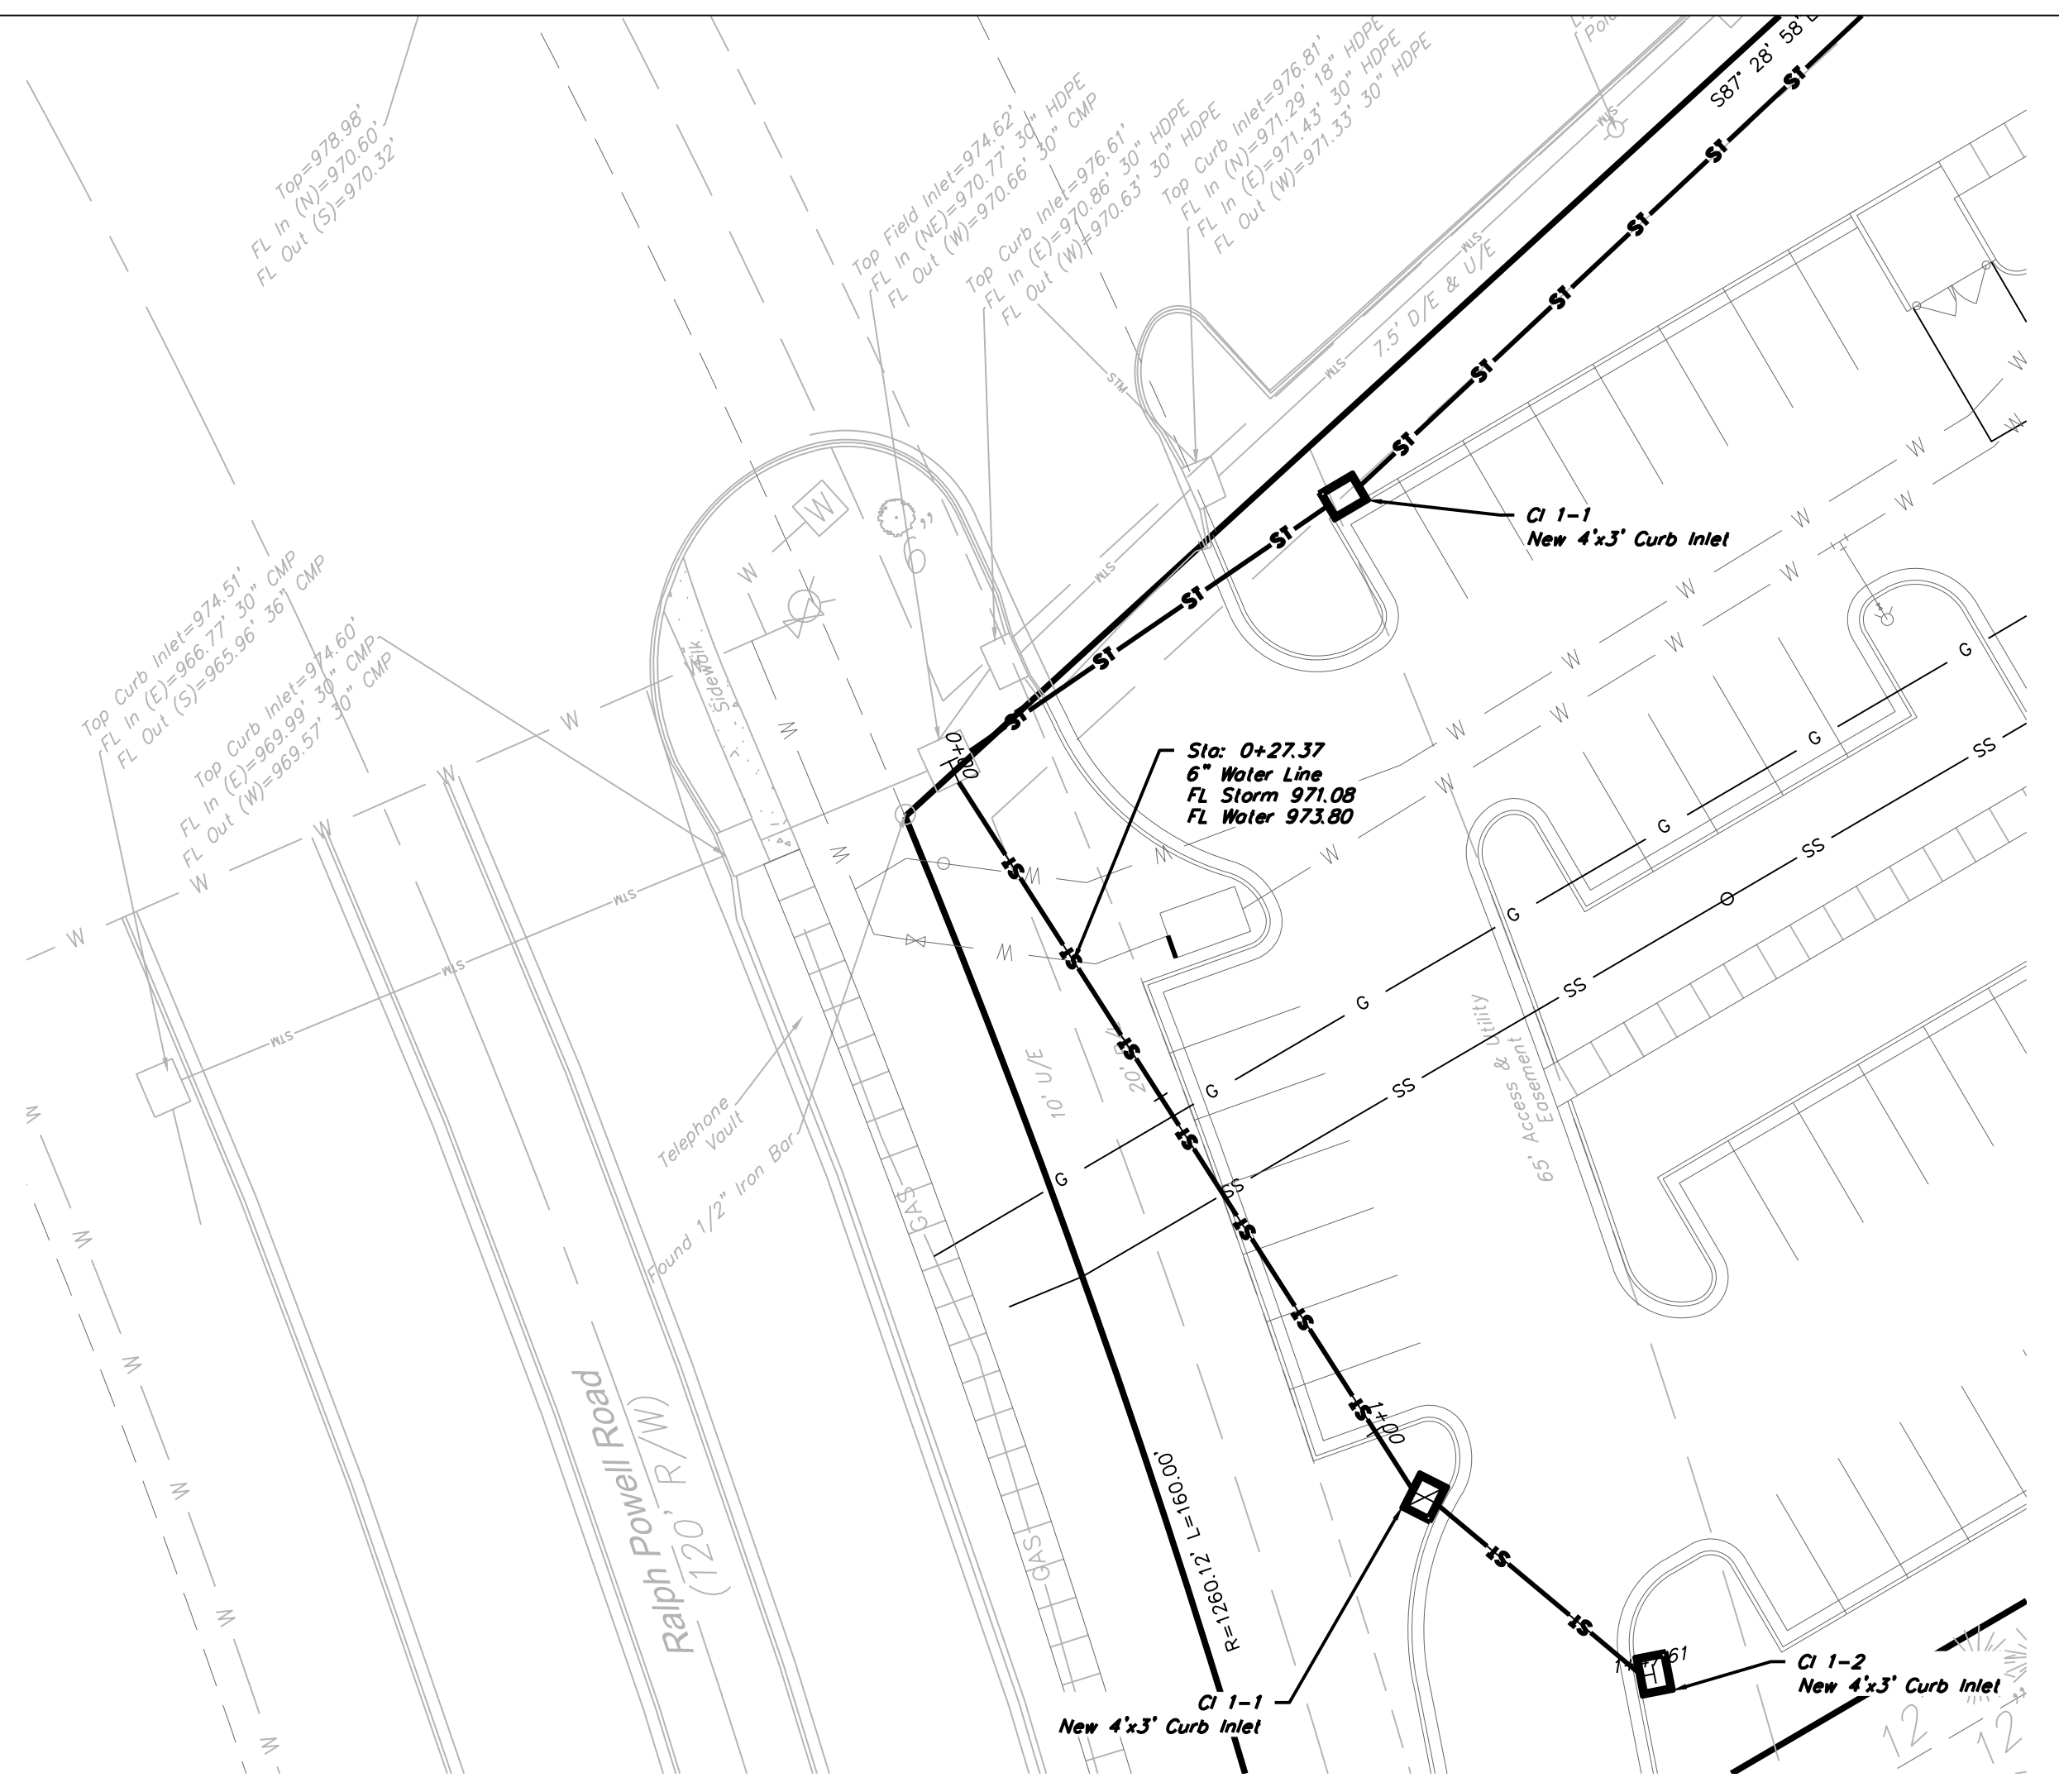 S87° 28' 58"
Top=978.98'
FL In (N)=970.60'
FL Out (S)=970.32'
Top Field Inlet=974.62'
FL In (NE)=970.77' 30" HDPE
FL Out (W)=970.66' 30" CMP
Top Curb Inlet=976.61'
FL In (E)=970.86' 30" HDPE
FL Out (W)=970.63' 30" HDPE
Top Curb Inlet=976.81'
FL In (N)=971.29' 18" HDPE
FL In (E)=971.43' 30" HDPE
FL Out (W)=971.33' 30" HDPE
7.5' D/E & U/E
CI 1-1
New 4'x3' Curb Inlet
6"
Sidewalk
Top Curb Inlet=974.51'
FL In (E)=966.77' 30" CMP
FL Out (S)=965.96' 36" CMP
Top Curb Inlet=974.60'
FL In (E)=969.99' 30" CMP
FL Out (W)=969.57' 30" CMP
0+00
Sta: 0+27.37
6" Water Line
FL Storm 971.08
FL Water 973.80
Telephone
Vault
Found 1/2" Iron Bar
10' U/E
20'
65' Access & Utility
Easement
GAS
GAS
Ralph Powell Road
(120' R/W)
R=1260.12' L=160.00'
1+00
CI 1-1
New 4'x3' Curb Inlet
CI 1-2
New 4'x3' Curb Inlet
12
12"
W
STM
ST
G
SS